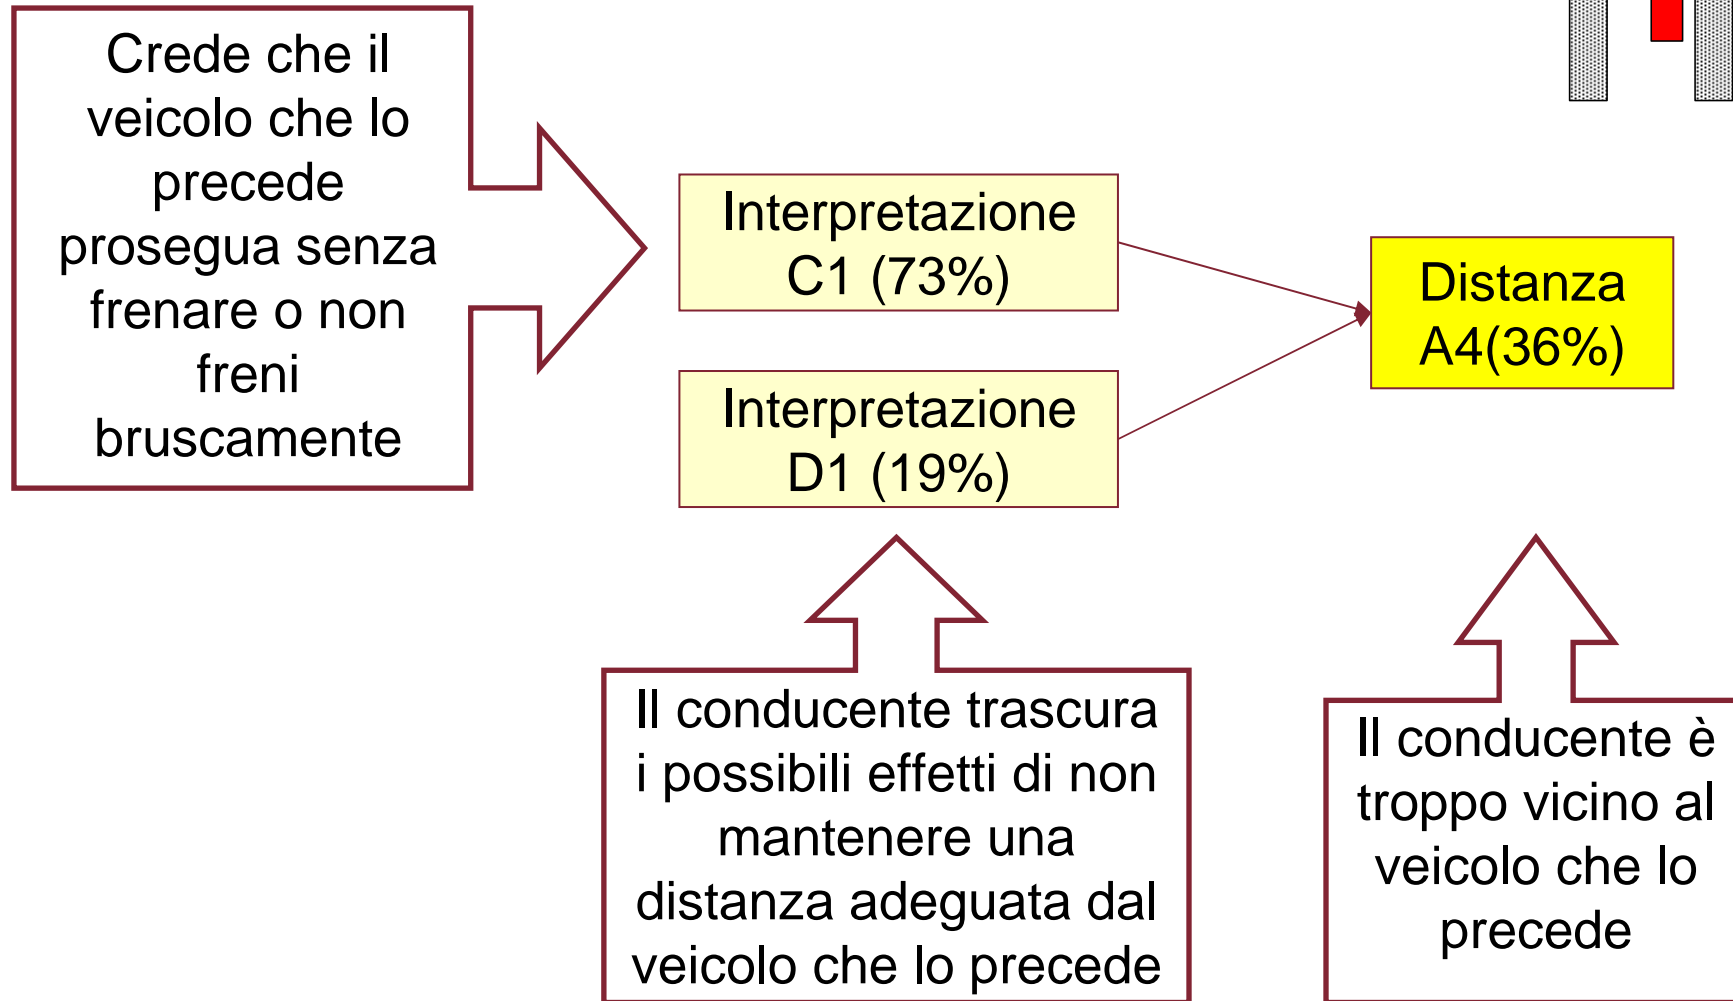 Crede che il
veicolo che lo
precede
prosegua senza
frenare o non
freni
bruscamente
Interpretazione
C1 (73%)
Interpretazione
D1 (19%)
Distanza
A4(36%)
Il conducente trascura
i possibili effetti di non
mantenere una
distanza adeguata dal
veicolo che lo precede
Il conducente è
troppo vicino al
veicolo che lo
precede